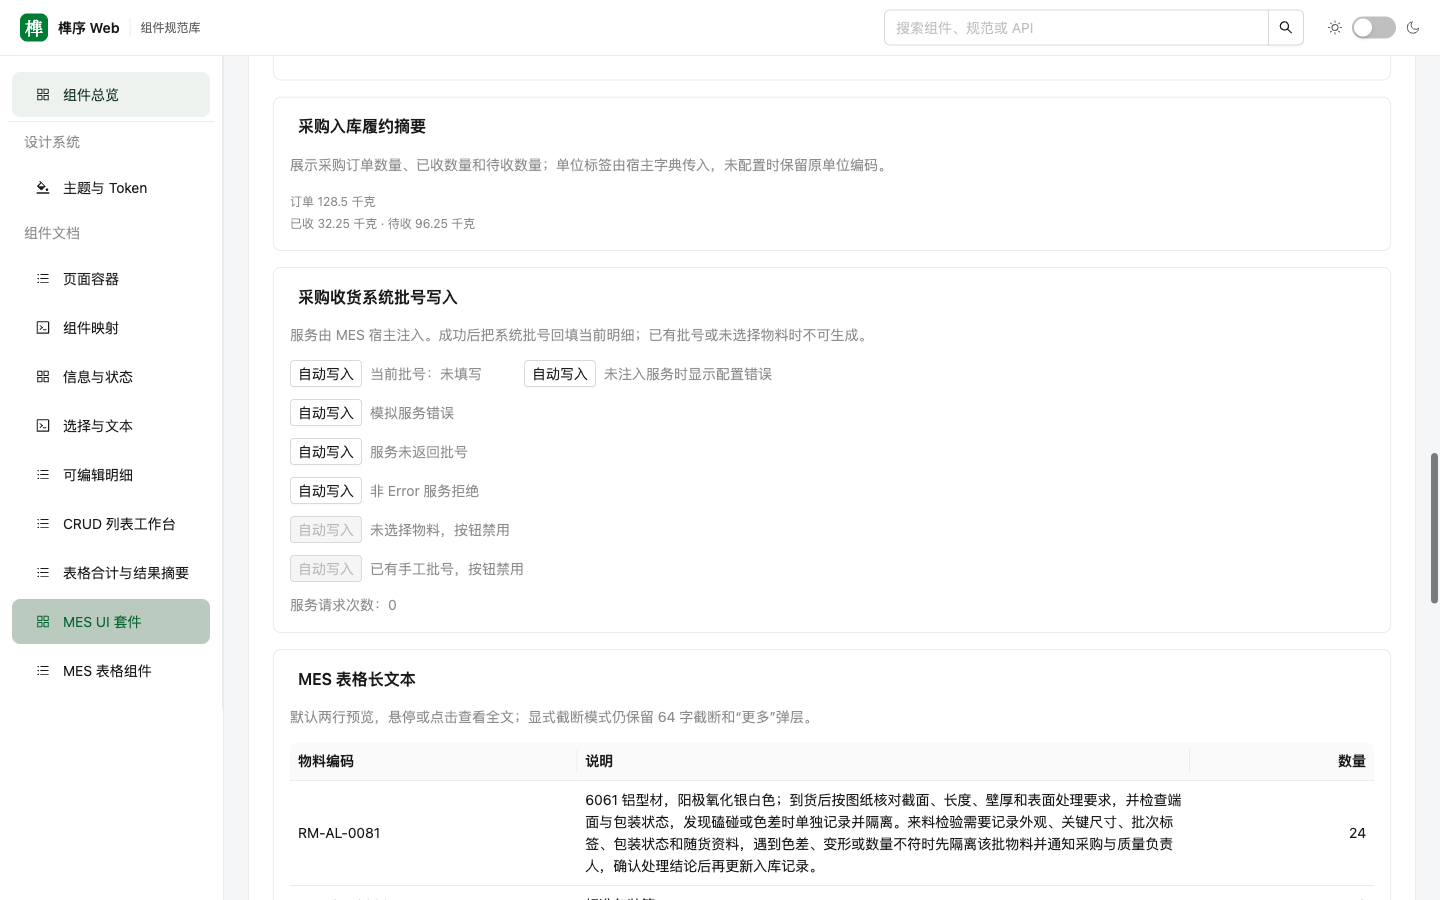 榫 榫序 Web 组件规范库 搜索组件、规范或 API
组件总览
设计系统
主题与 Token
组件文档
页面容器
组件映射
信息与状态
选择与文本
可编辑明细
CRUD 列表工作台
表格合计与结果摘要
MES UI 套件
MES 表格组件
采购入库履约摘要
展示采购订单数量、已收数量和待收数量；单位标签由宿主字典传入，未配置时保留原单位编码。
订单 128.5 千克
已收 32.25 千克 · 待收 96.25 千克
采购收货系统批号写入
服务由 MES 宿主注入。成功后把系统批号回填当前明细；已有批号或未选择物料时不可生成。
自动写入 当前批号：未填写 自动写入 未注入服务时显示配置错误
自动写入 模拟服务错误
自动写入 服务未返回批号
自动写入 非 Error 服务拒绝
自动写入 未选择物料，按钮禁用
自动写入 已有手工批号，按钮禁用
服务请求次数：0
MES 表格长文本
默认两行预览，悬停或点击查看全文；显式截断模式仍保留 64 字截断和“更多”弹层。
物料编码 说明 数量
6061 铝型材，阳极氧化银白色；到货后按图纸核对截面、长度、壁厚和表面处理要求，并检查端
面与包装状态，发现磕碰或色差时单独记录并隔离。来料检验需要记录外观、关键尺寸、批次标
签、包装状态和随货资料，遇到色差、变形或数量不符时先隔离该批物料并通知采购与质量负责
人，确认处理结论后再更新入库记录。
RM-AL-0081 24